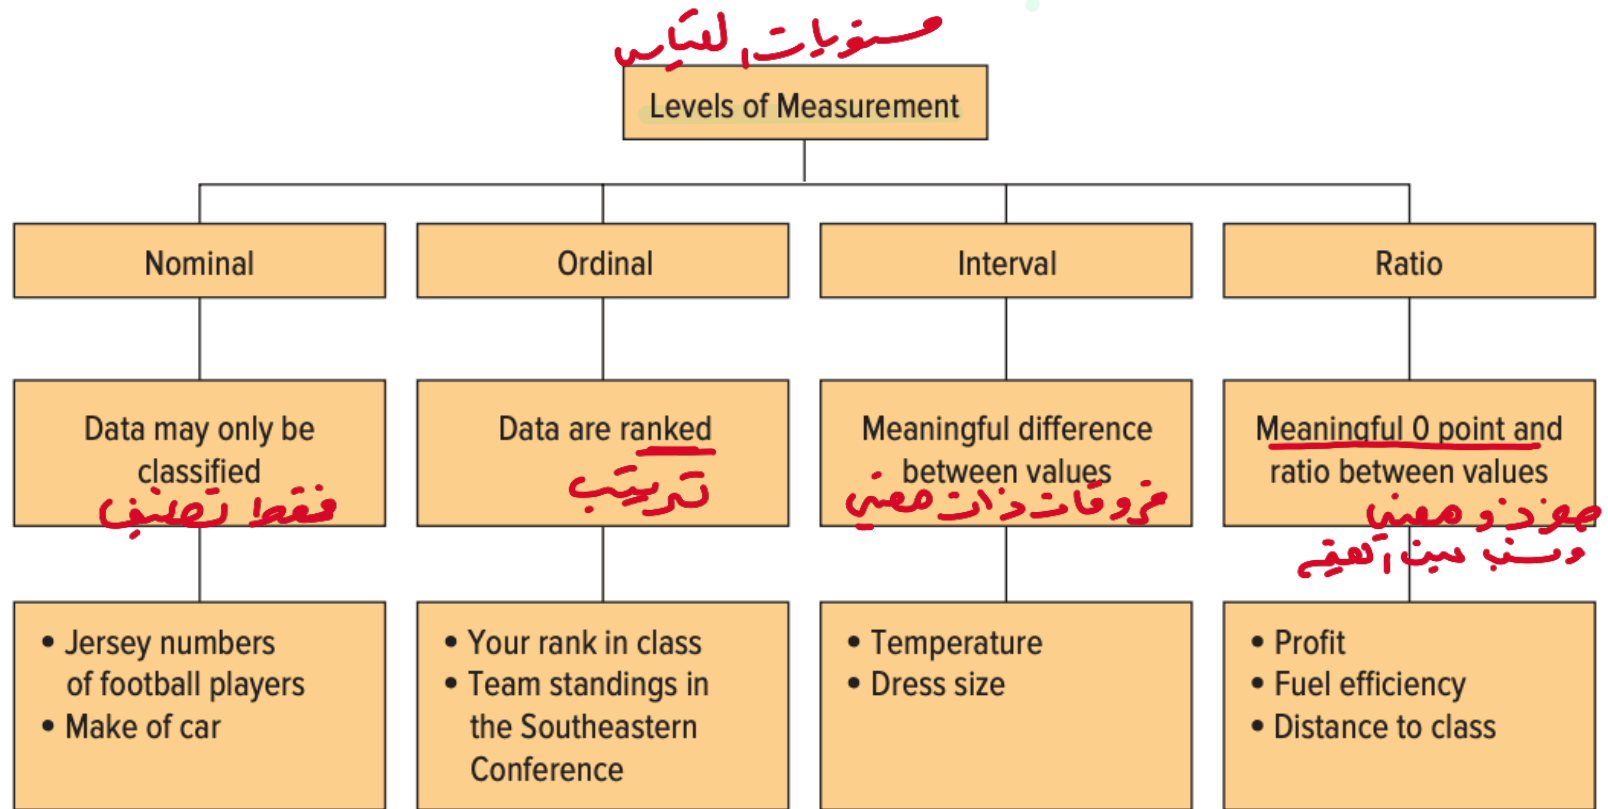 مستويات القياس
Levels of Measurement
Nominal
Ordinal
Interval
Ratio
Data may only be
classified
فقط تصنيف
Data are ranked
ترتيب
Meaningful difference
between values
فروقات ذات معنى
Meaningful 0 point and
ratio between values
صفر ذو معنى
ونسب بين القيم
• Jersey numbers
of football players
• Make of car
• Your rank in class
• Team standings in
the Southeastern
Conference
• Temperature
• Dress size
• Profit
• Fuel efficiency
• Distance to class